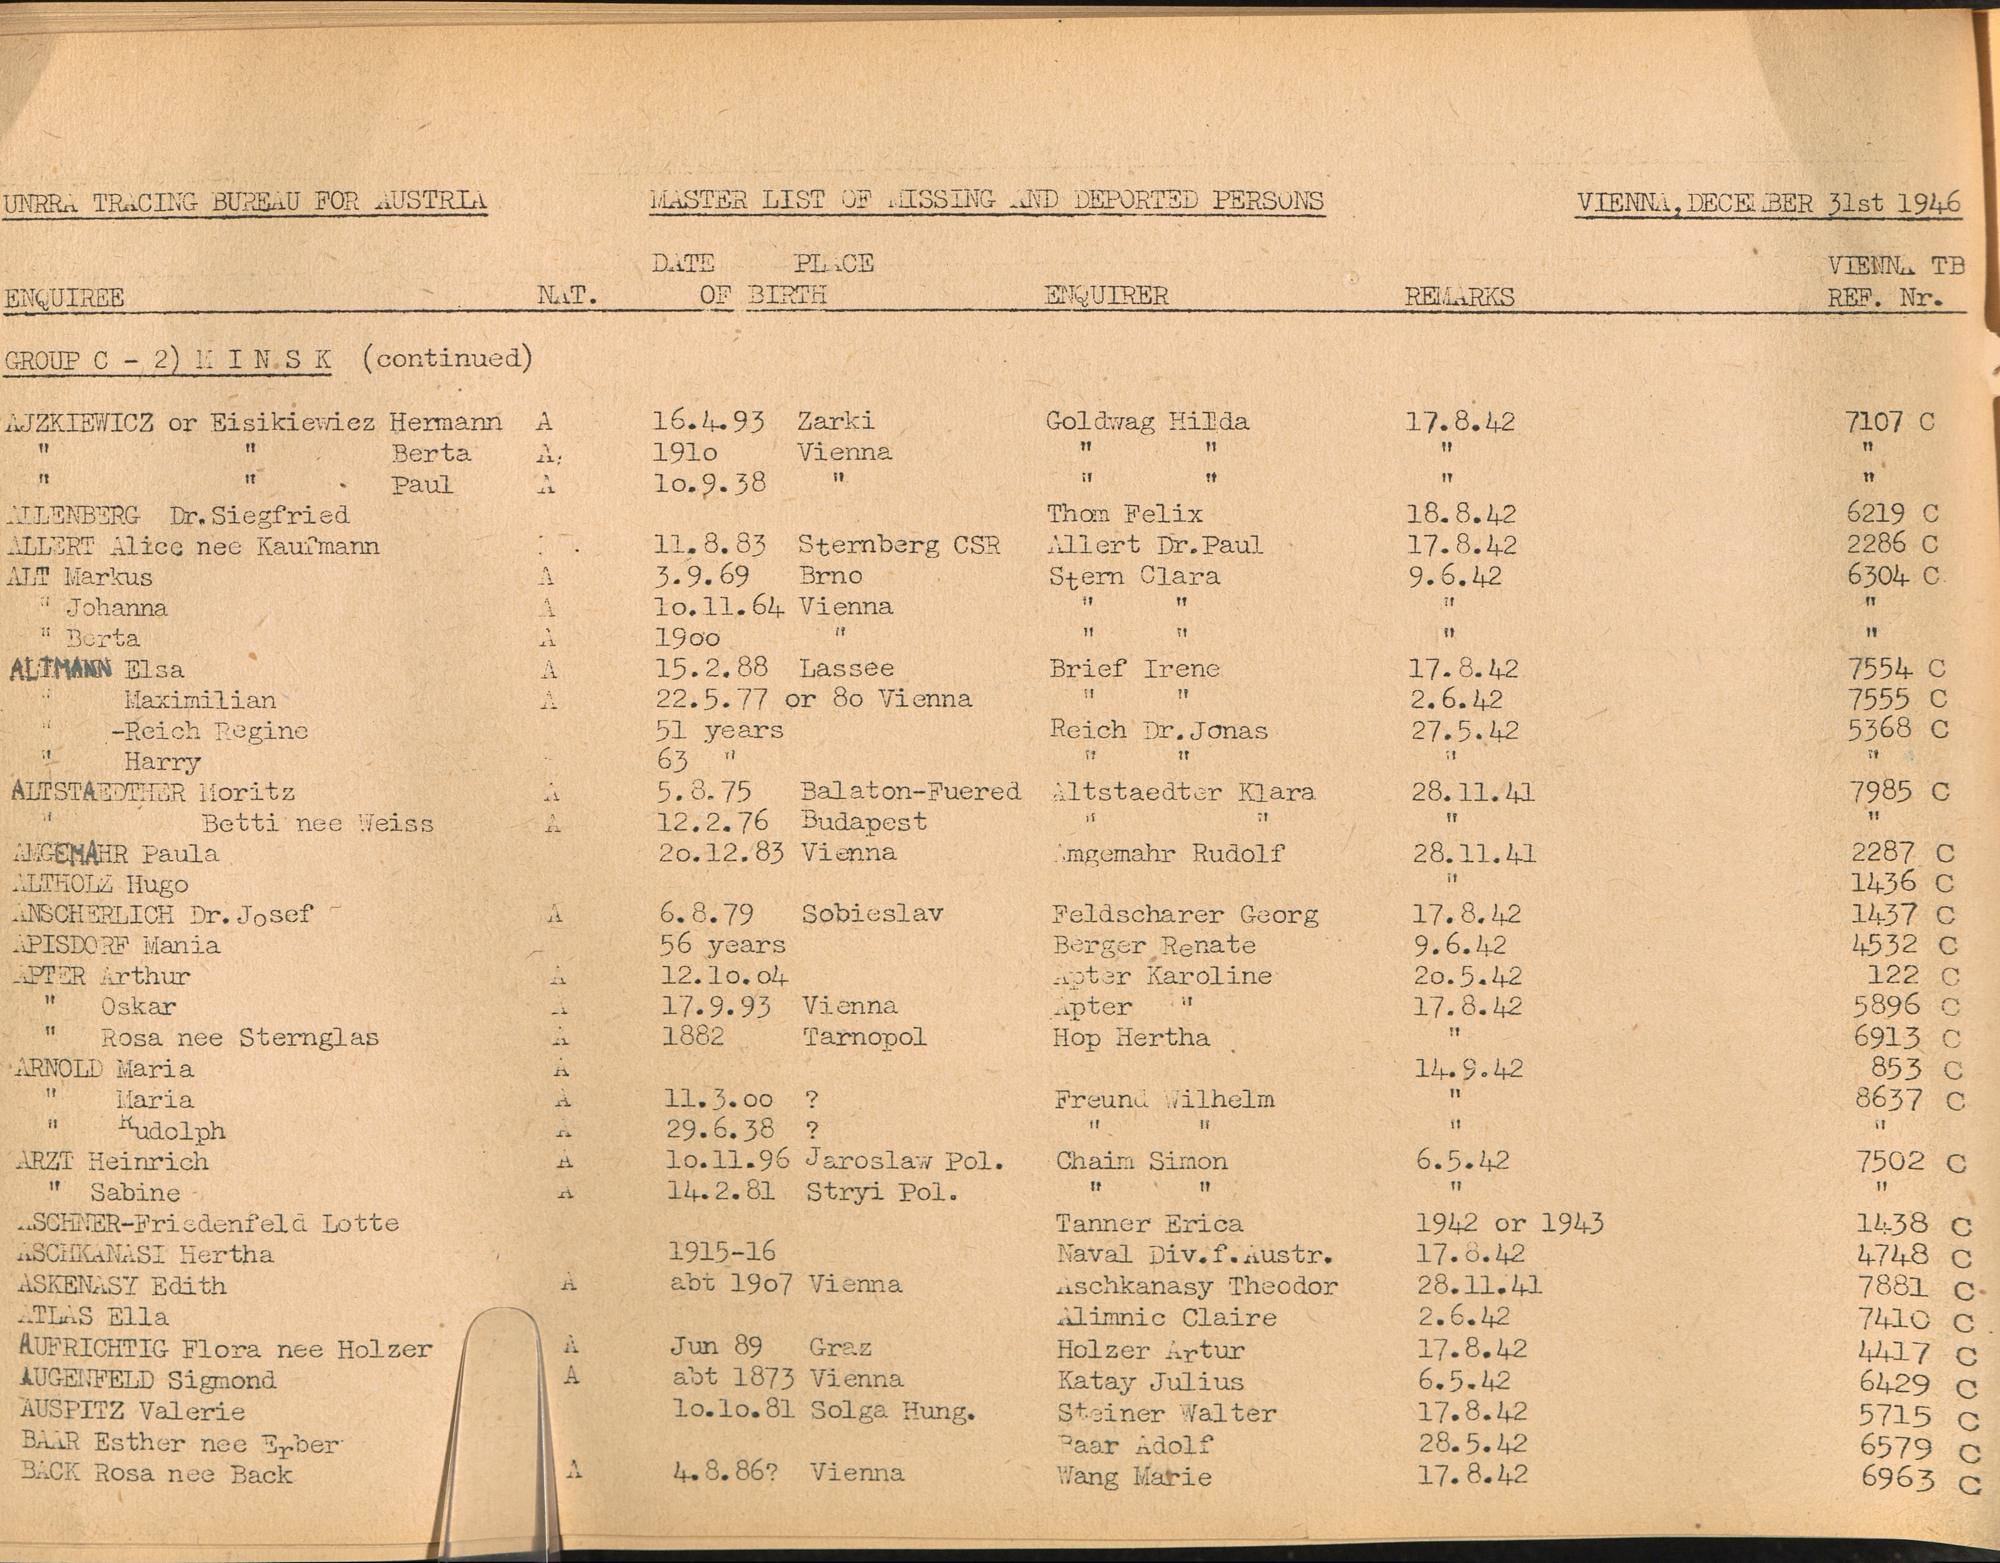 UNRRA TRACING BUREAU FOR AUSTRIA MASTER LIST OF MISSING AND DEPORTED PERSONS VIENNA, DECEMBER 31st 1946
DATE PLACE VIENNA TB
ENQUIREE NAT. OF BIRTH ENQUIRER REMARKS REF. Nr.
GROUP C - 2) M I N S K (continued)
AJZKIEWICZ or Eisikiewicz Hermann A 16.4.93 Zarki Goldwag Hilda 17.8.42 7107 C
" " Berta A. 191o Vienna " " " "
" " Paul A 1o.9.38 " " " " "
ALLENBERG Dr.Siegfried Thom Felix 18.8.42 6219 C
ALLERT Alice nee Kaufmann 11.8.83 Sternberg CSR Allert Dr.Paul 17.8.42 2286 C
ALT Markus A 3.9.69 Brno Stern Clara 9.6.42 6304 C
" Johanna A 1o.11.64 Vienna " " " "
" Berta A 19oo " " " " "
ALTMANN Elsa A 15.2.88 Lassee Brief Irene 17.8.42 7554 C
" Maximilian A 22.5.77 or 8o Vienna " " 2.6.42 7555 C
" -Reich Regine 51 years Reich Dr.Jonas 27.5.42 5368 C
" Harry 63 " " " " "
ALTSTAEDTHER Moritz A 5.8.75 Balaton-Fuered Altstaedter Klara 28.11.41 7985 C
" Betti nee Weiss A 12.2.76 Budapest " " " "
AMGEMAHR Paula 2o.12.83 Vienna Amgemahr Rudolf 28.11.41 2287 C
ALTHOLZ Hugo " 1436 C
ANSCHERLICH Dr.Josef A 6.8.79 Sobieslav Feldscharer Georg 17.8.42 1437 C
APISDORF Mania 56 years Berger Renate 9.6.42 4532 C
APTER Arthur A 12.1o.o4 Apter Karoline 2o.5.42 122 C
" Oskar A 17.9.93 Vienna Apter " 17.8.42 5896 C
" Rosa nee Sternglas A 1882 Tarnopol Hop Hertha " 6913 C
ARNOLD Maria A 14.9.42 853 C
" Maria A 11.3.oo ? Freund Wilhelm " 8637 C
" Rudolph A 29.6.38 ? " " " "
ARZT Heinrich A 1o.11.96 Jaroslaw Pol. Chaim Simon 6.5.42 7502 C
" Sabine A 14.2.81 Stryi Pol. " " " "
ASCHNER-Friedenfeld Lotte Tanner Erica 1942 or 1943 1438 C
ASCHKANASI Hertha 1915-16 Naval Div.f.Austr. 17.8.42 4748 C
ASKENASY Edith A abt 19o7 Vienna Aschkanasy Theodor 28.11.41 7881 C
ATLAS Ella Alimnic Claire 2.6.42 7410 C
AUFRICHTIG Flora nee Holzer A Jun 89 Graz Holzer Artur 17.8.42 4417 C
AUGENFELD Sigmond A abt 1873 Vienna Katay Julius 6.5.42 6429 C
AUSPITZ Valerie 1o.1o.81 Solga Hung. Steiner Walter 17.8.42 5715 C
BAAR Esther nee Erber Baar Adolf 28.5.42 6579 C
BACK Rosa nee Back A 4.8.86? Vienna Wang Marie 17.8.42 6963 C